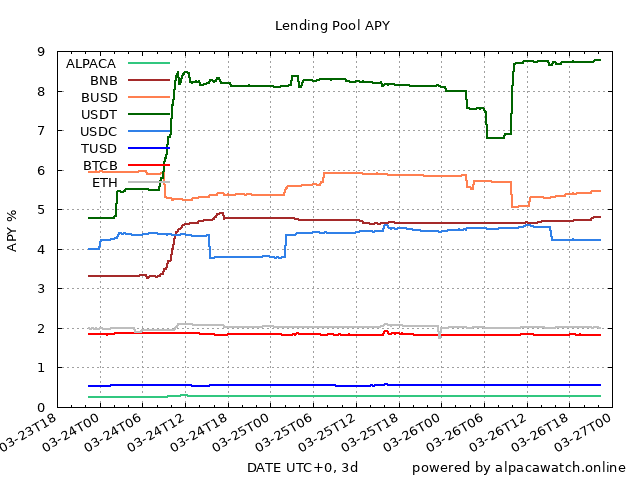 Lending Pool APY
9
8
7
6
5
4
3
2
1
0
APY %
ALPACA
BNB
BUSD
USDT
USDC
TUSD
BTCB
ETH
03-23T18
03-24T00
03-24T06
03-24T12
03-24T18
03-25T00
03-25T06
03-25T12
03-25T18
03-26T00
03-26T06
03-26T12
03-26T18
03-27T00
DATE UTC+0, 3d
powered by alpacawatch.online